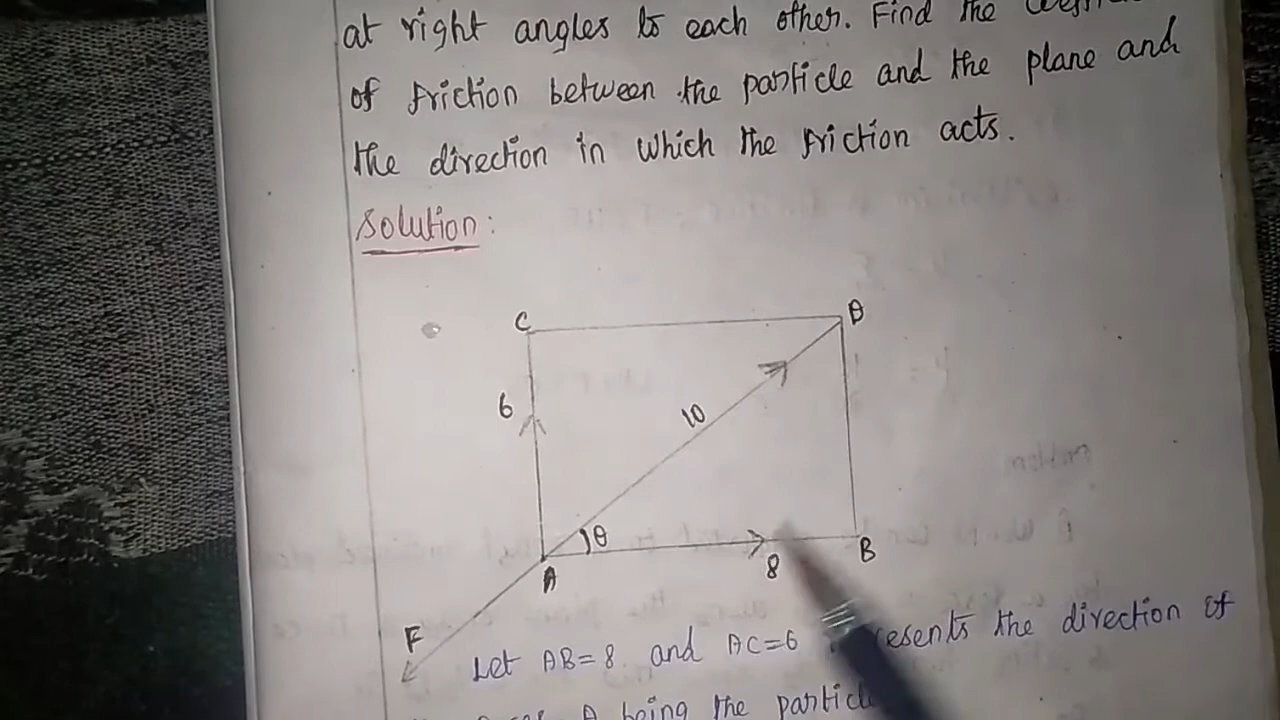 at right angles to each other. Find the
of friction between the particle and the plane and
the direction in which the friction acts.
Solution:
C
D
6
10
θ
A
8
B
F
Let AB=8 and AC=6 the direction of
A being the particle